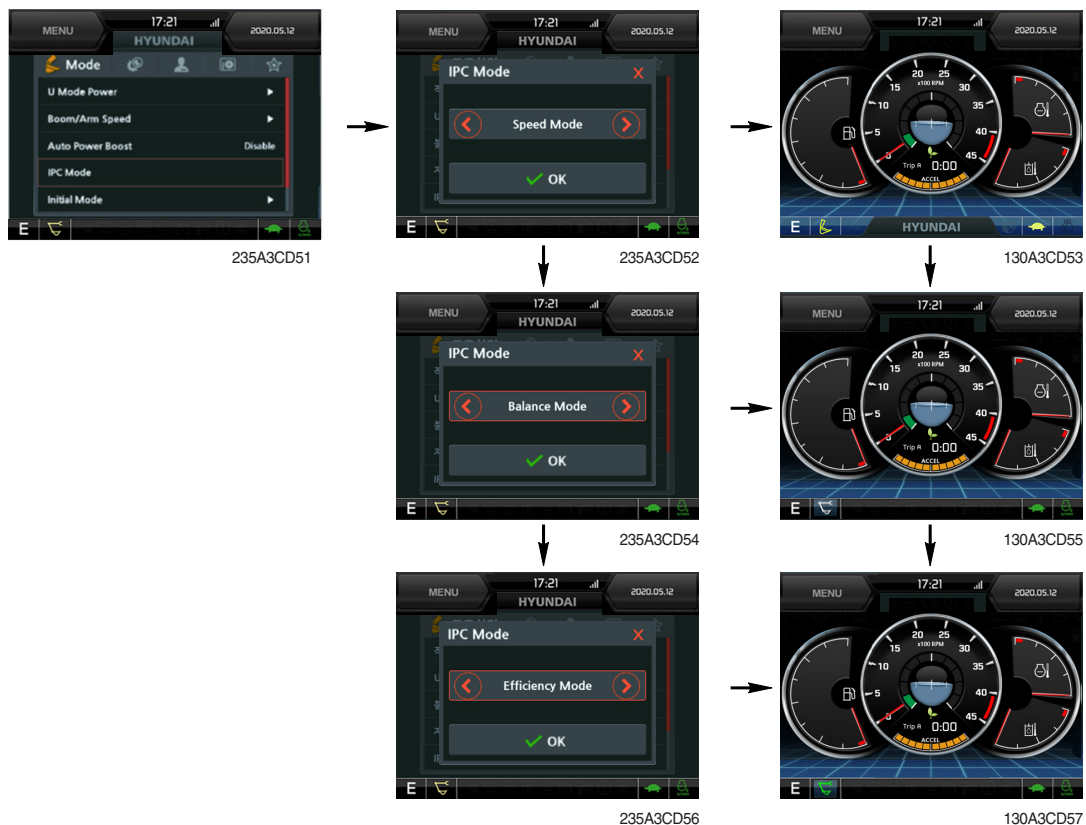 MENU 17:21 2020.05.12
HYUNDAI
Mode
U Mode Power
Boom/Arm Speed
Auto Power Boost Disable
IPC Mode
Initial Mode
E
235A3CD51
MENU 17:21 2020.05.12
HYUNDAI
IPC Mode X
Speed Mode
OK
E
235A3CD52
MENU 17:21 2020.05.12
20 25
x100 RPM
15 30
10 35
5 40
0 45
Trip A 0:00
ACCEL
E HYUNDAI
130A3CD53
MENU 17:21 2020.05.12
HYUNDAI
IPC Mode X
Balance Mode
OK
E
235A3CD54
MENU 17:21 2020.05.12
20 25
x100 RPM
15 30
10 35
5 40
0 45
Trip A 0:00
ACCEL
E
130A3CD55
MENU 17:21 2020.05.12
HYUNDAI
IPC Mode X
Efficiency Mode
OK
E
235A3CD56
MENU 17:21 2020.05.12
20 25
x100 RPM
15 30
10 35
5 40
0 45
Trip A 0:00
ACCEL
E
130A3CD57